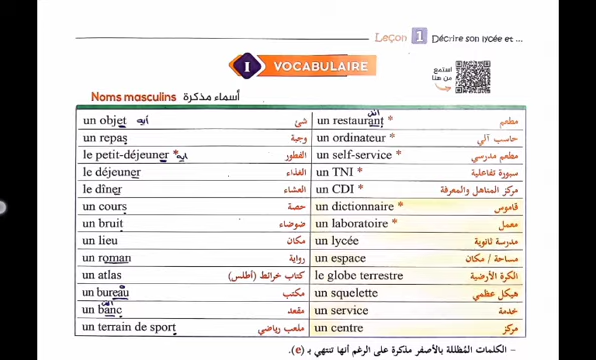 Leçon 1 Décrire son lycée et ...
I VOCABULAIRE
استمع
من هنا
Noms masculins أسماء مذكرة
un objet شئ un restaurant * مطعم
un repas وجبة un ordinateur * حاسب آلي
le petit-déjeuner * الفطور un self-service * مطعم مدرسي
le déjeuner الغذاء un TNI * سبورة تفاعلية
le dîner العشاء un CDI * مركز المناهل والمعرفة
un cours حصة un dictionnaire * قاموس
un bruit ضوضاء un laboratoire * معمل
un lieu مكان un lycée مدرسة ثانوية
un roman رواية un espace مساحة / مكان
un atlas كتاب خرائط (أطلس) le globe terrestre الكرة الأرضية
un bureau مكتب un squelette هيكل عظمي
un banc مقعد un service خدمة
un terrain de sport ملعب رياضي un centre مركز
– الكلمات المُظللة بالأصفر مذكرة على الرغم أنها تنتهي بـ (e).